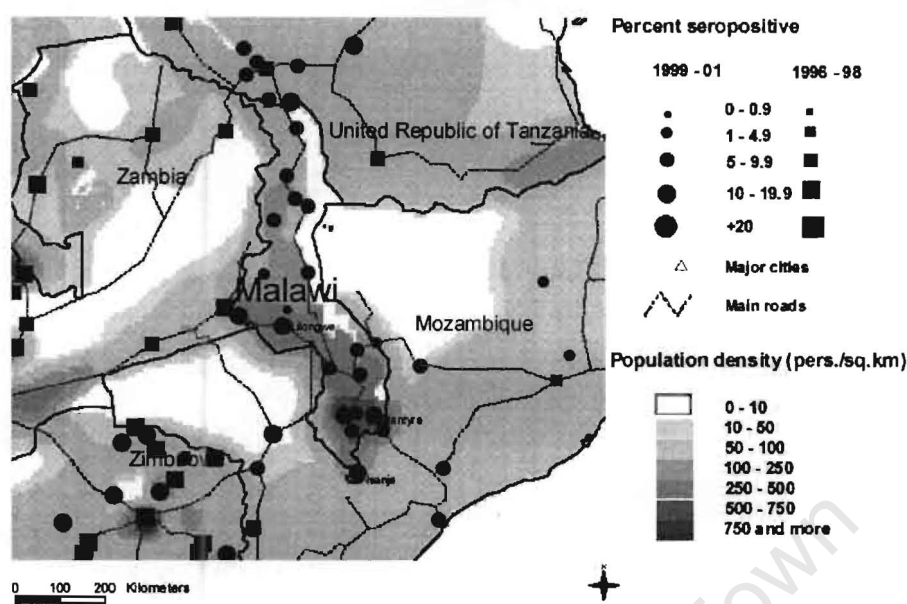 Percent seropositive
1999 - 01 1996 - 98
0 - 0.9
1 - 4.9
5 - 9.9
10 - 19.9
+20
Major cities
Main roads
Population density (pers./sq.km)
0 - 10
10 - 50
50 - 100
100 - 250
250 - 500
500 - 750
750 and more
United Republic of Tanzania
Zambia
Malawi
Mozambique
0 100 200 Kilometers
Town